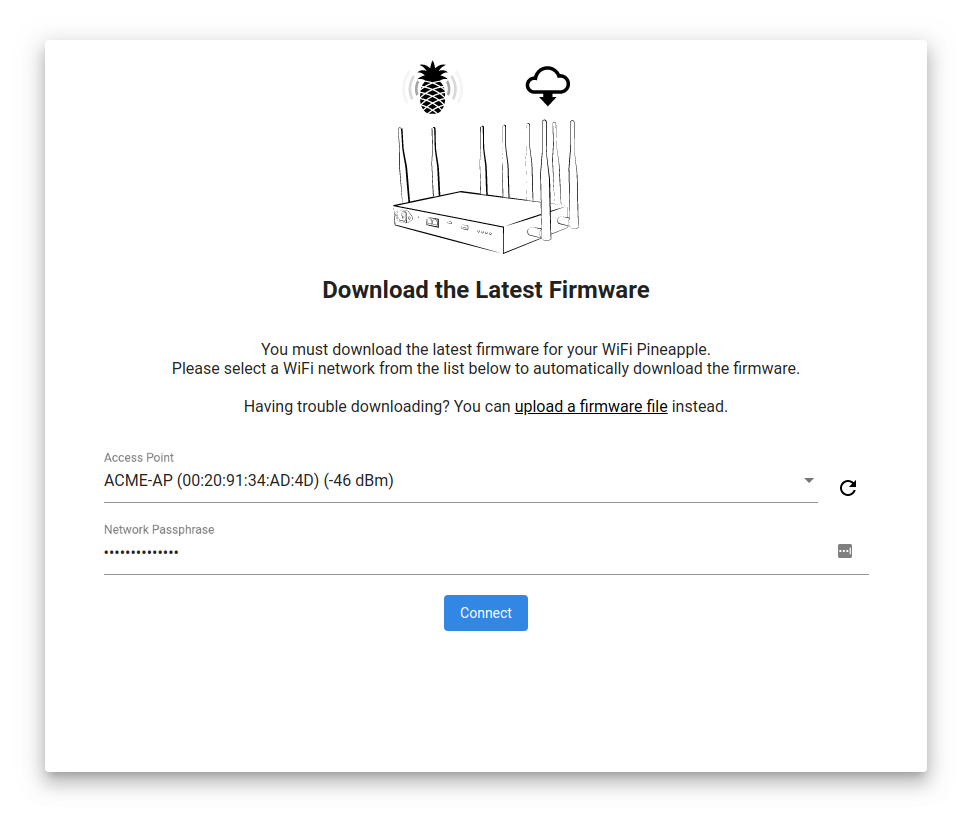 Download the Latest Firmware
You must download the latest firmware for your WiFi Pineapple.
Please select a WiFi network from the list below to automatically download the firmware.
Having trouble downloading? You can upload a firmware file instead.
Access Point
ACME-AP (00:20:91:34:AD:4D) (-46 dBm)
Network Passphrase
••••••••••••••
Connect